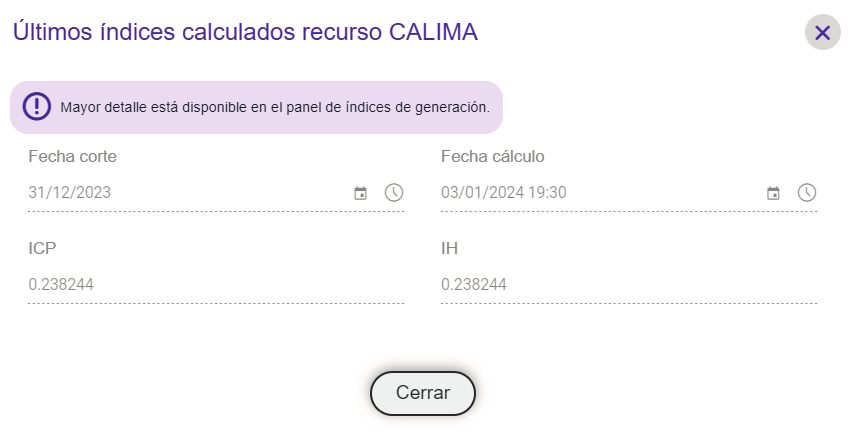 Últimos índices calculados recurso CALIMA
Mayor detalle está disponible en el panel de índices de generación.
Fecha corte
Fecha cálculo
31/12/2023
03/01/2024 19:30
ICP
IH
0.238244
0.238244
Cerrar